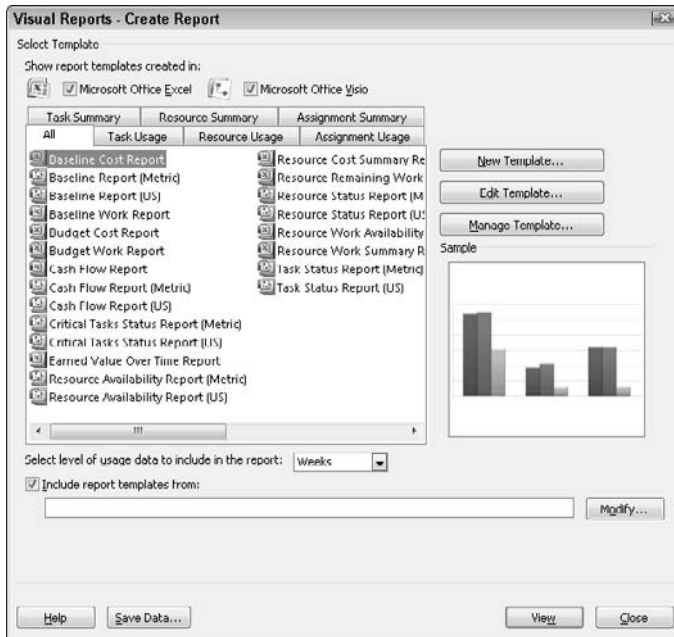 Visual Reports - Create Report
Select Template
Show report templates created in:
Microsoft Office Excel Microsoft Office Visio
Task Summary Resource Summary Assignment Summary
All Task Usage Resource Usage Assignment Usage
Baseline Cost Report
Baseline Report (Metric)
Baseline Report (US)
Baseline Work Report
Budget Cost Report
Budget Work Report
Cash Flow Report
Cash Flow Report (Metric)
Cash Flow Report (US)
Critical Tasks Status Report (Metric)
Critical Tasks Status Report (US)
Earned Value Over Time Report
Resource Availability Report (Metric)
Resource Availability Report (US)
Resource Cost Summary Re
Resource Remaining Work
Resource Status Report (M
Resource Status Report (US
Resource Work Availability
Resource Work Summary R
Task Status Report (Metric)
Task Status Report (US)
New Template...
Edit Template...
Manage Template...
Sample
Select level of usage data to include in the report: Weeks
Include report templates from:
Modify...
Help Save Data... View Close